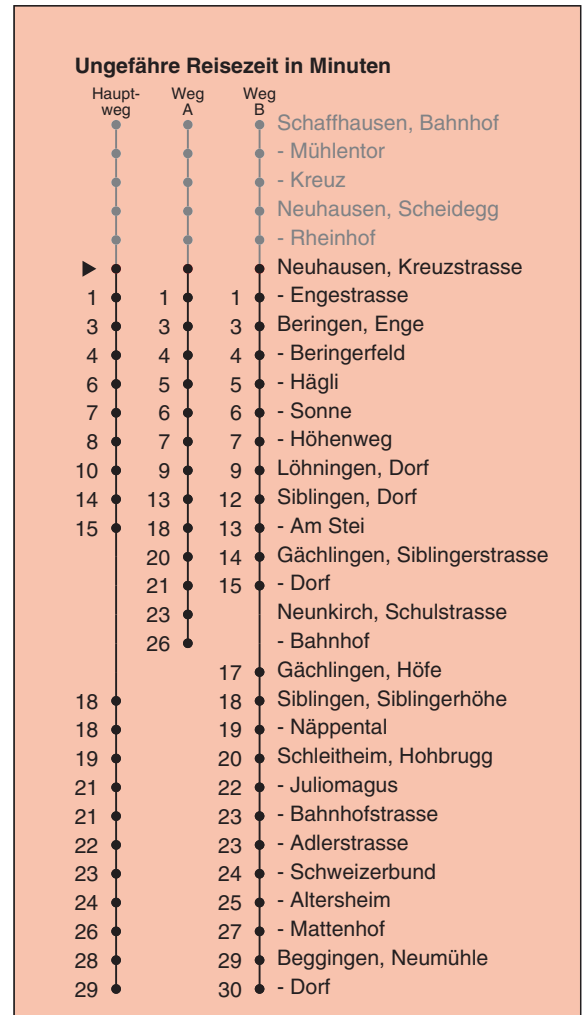 Ungefähre Reisezeit in Minuten
Haupt- Weg Weg
weg A B
Schaffhausen, Bahnhof
- Mühlentor
- Kreuz
Neuhausen, Scheidegg
- Rheinhof
Neuhausen, Kreuzstrasse
1 1 1 - Engestrasse
3 3 3 Beringen, Enge
4 4 4 - Beringerfeld
6 5 5 - Hägli
7 6 6 - Sonne
8 7 7 - Höhenweg
10 9 9 Löhningen, Dorf
14 13 12 Siblingen, Dorf
15 18 13 - Am Stei
20 14 Gächlingen, Siblingerstrasse
21 15 - Dorf
23 Neunkirch, Schulstrasse
26 - Bahnhof
17 Gächlingen, Höfe
18 18 Siblingen, Siblingerhöhe
18 19 - Näppental
19 20 Schleitheim, Hohbrugg
21 22 - Juliomagus
21 23 - Bahnhofstrasse
22 23 - Adlerstrasse
23 24 - Schweizerbund
24 25 - Altersheim
26 27 - Mattenhof
28 29 Beggingen, Neumühle
29 30 - Dorf